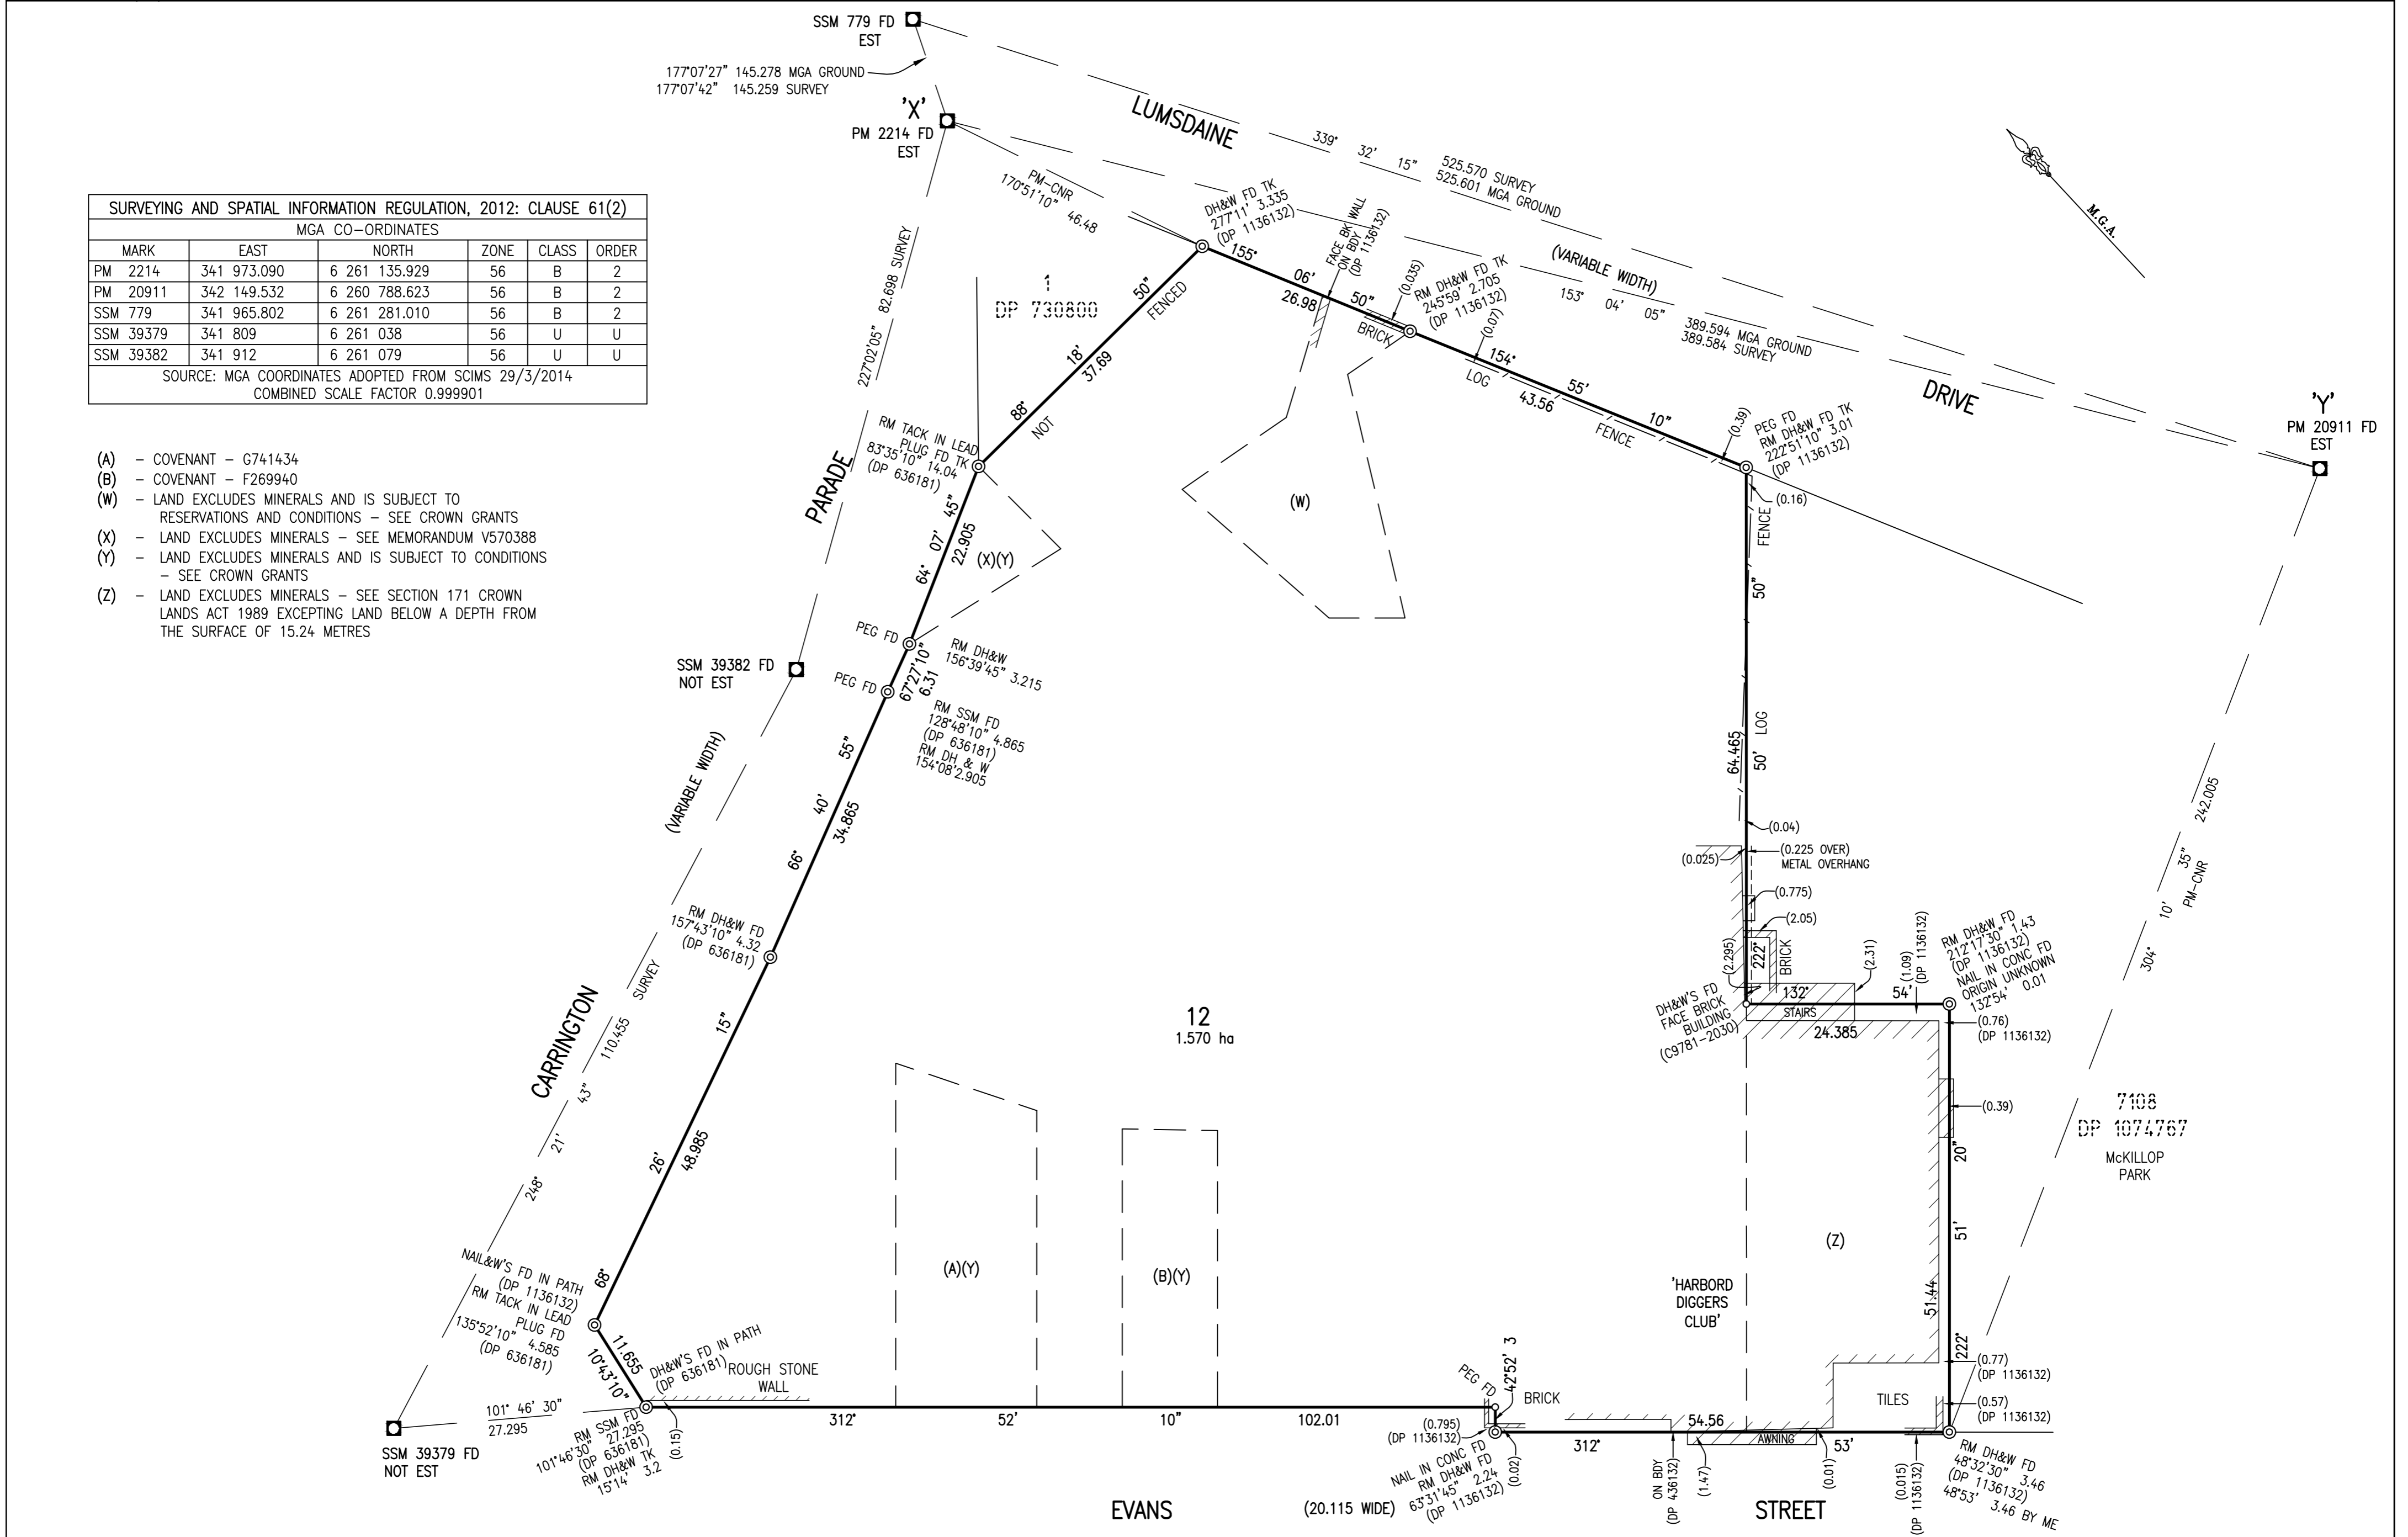 SSM 779 FD
EST
177°07'27" 145.278 MGA GROUND
177°07'42" 145.259 SURVEY
'X'
PM 2214 FD
EST
LUMSDAINE
339° 32' 15"
525.570 SURVEY
525.601 MGA GROUND
(VARIABLE WIDTH)
153° 04' 05"
389.594 MGA GROUND
389.584 SURVEY
DRIVE
'Y'
PM 20911 FD
EST
M.G.A.
SURVEYING AND SPATIAL INFORMATION REGULATION, 2012: CLAUSE 61(2)
MGA CO-ORDINATES
MARK EAST NORTH ZONE CLASS ORDER
PM 2214 341 973.090 6 261 135.929 56 B 2
PM 20911 342 149.532 6 260 788.623 56 B 2
SSM 779 341 965.802 6 261 281.010 56 B 2
SSM 39379 341 809 6 261 038 56 U U
SSM 39382 341 912 6 261 079 56 U U
SOURCE: MGA COORDINATES ADOPTED FROM SCIMS 29/3/2014
COMBINED SCALE FACTOR 0.999901
(A) - COVENANT - G741434
(B) - COVENANT - F269940
(W) - LAND EXCLUDES MINERALS AND IS SUBJECT TO
RESERVATIONS AND CONDITIONS - SEE CROWN GRANTS
(X) - LAND EXCLUDES MINERALS - SEE MEMORANDUM V570388
(Y) - LAND EXCLUDES MINERALS AND IS SUBJECT TO CONDITIONS
- SEE CROWN GRANTS
(Z) - LAND EXCLUDES MINERALS - SEE SECTION 171 CROWN
LANDS ACT 1989 EXCEPTING LAND BELOW A DEPTH FROM
THE SURFACE OF 15.24 METRES
PM-CNR
170°51'10" 46.48
DH&W FD TK
277°11' 3.335
(DP 1136132)
155° 06' 50"
26.98
FACE BK WALL
ON BDY
(DP 1136132)
(0.035)
BRICK
RM DH&W FD TK
245°59' 2.705
(DP 1136132)
(0.07)
154° 55' 10"
43.56
LOG FENCE
(0.39)
PEG FD
RM DH&W FD TK
222°51'10" 3.01
(DP 1136132)
(0.16)
1
DP 730800
227°02'05" 82.698 SURVEY
88° 18' 50"
37.69
NOT FENCED
RM TACK IN LEAD
PLUG FD TK
83°35'10" 14.04
(DP 636181)
PARADE
64° 07' 45"
22.905
(X)(Y)
(W)
PEG FD
RM DH&W
156°39'45" 3.215
PEG FD
67°27'10"
6.31
RM SSM FD
128°48'10" 4.865
(DP 636181)
RM DH & W
154°08'2.905
SSM 39382 FD
NOT EST
(VARIABLE WIDTH)
66° 40' 55"
34.865
RM DH&W FD
157°43'10" 4.32
(DP 636181)
CARRINGTON
248° 21' 43" 110.455 SURVEY
68° 26' 15"
48.985
NAIL&W'S FD IN PATH
(DP 1136132)
RM TACK IN LEAD
PLUG FD
135°52'10" 4.585
(DP 636181)
11.655
10°43'10"
DH&W'S FD IN PATH
(DP 636181)
ROUGH STONE
WALL
101° 46' 30"
27.295
SSM 39379 FD
NOT EST
RM SSM FD
101°46'30" 27.295
(DP 636181)
RM DH&W TK
15°14' 3.2
(0.15)
312° 52' 10" 102.01
(A)(Y)
(B)(Y)
12
1.570 ha
FENCE
LOG
222° 50' 50"
64.465
(0.04)
(0.225 OVER)
METAL OVERHANG
(0.025)
(0.775)
(2.05)
(2.295)
BRICK
(2.31)
(1.09)
(DP 1136132)
RM DH&W FD
212°17'30" 1.43
(DP 1136132)
NAIL IN CONC FD
ORIGIN UNKNOWN
132°54' 0.01
DH&W'S FD
FACE BRICK
BUILDING
(C9781-2030)
132° 54'
STAIRS
24.385
(0.76)
(DP 1136132)
(0.39)
7108
DP 1074767
McKILLOP
PARK
304° 10' 35" 242.005
PM-CNR
222° 51' 20"
51.44
(Z)
'HARBORD
DIGGERS
CLUB'
(0.77)
(DP 1136132)
TILES
(0.57)
(DP 1136132)
PEG FD
42°52' 3
BRICK
(0.795)
(DP 1136132)
NAIL IN CONC FD
RM DH&W FD
63°31'45" 2.24
(DP 1136132)
(0.02)
312° 53'
54.56
AWNING
ON BDY
(DP 436132)
(1.47)
(0.01)
(0.015)
(DP 1136132)
RM DH&W FD
48°32'30" 3.46
(DP 1136132)
48°53' 3.46 BY ME
EVANS (20.115 WIDE) STREET